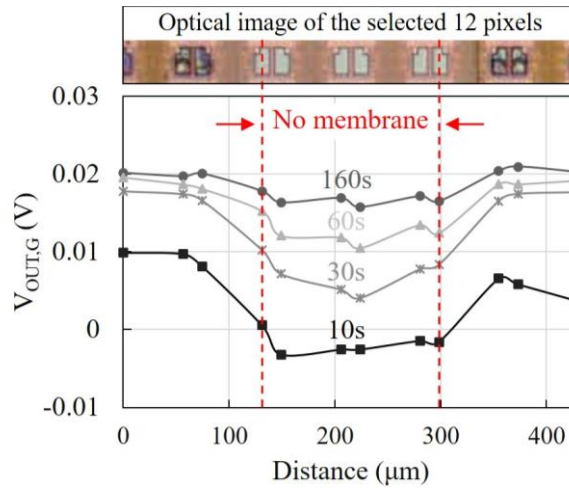 Optical image of the selected 12 pixels
0.03
No membrane
0.02
160s
60s
0.01
30s
0
10s
-0.01
V_OUT,G (V)
0 100 200 300 400
Distance (μm)